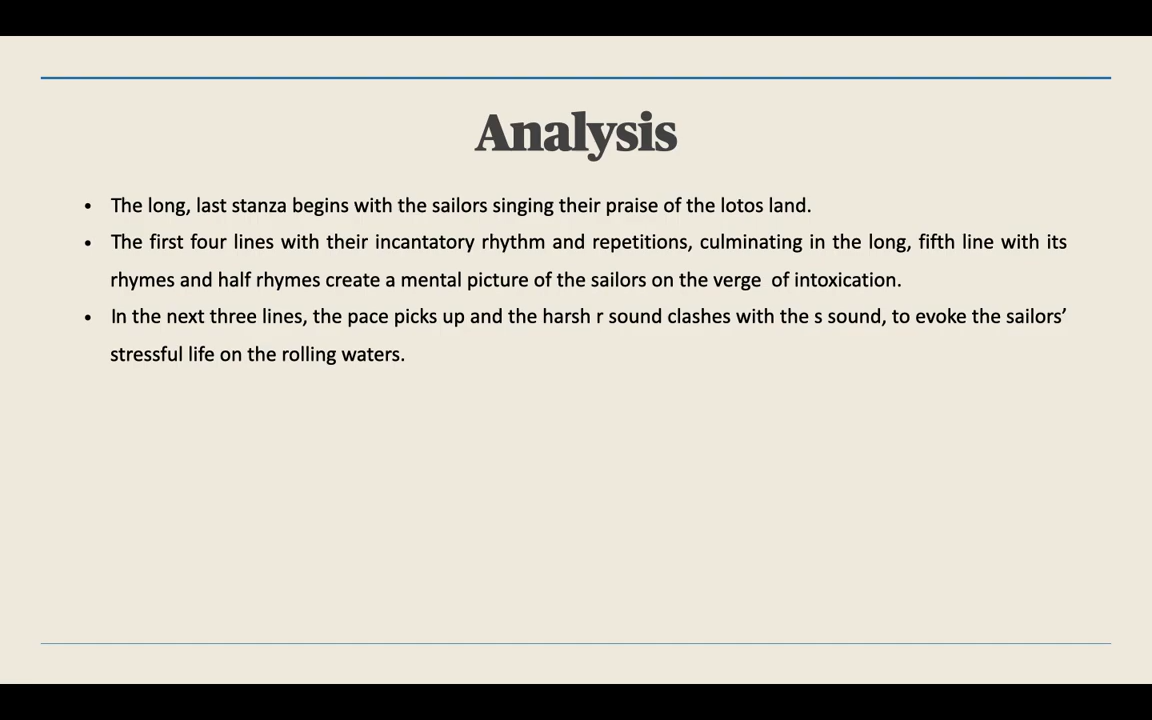 Analysis
• The long, last stanza begins with the sailors singing their praise of the lotos land.
• The first four lines with their incantatory rhythm and repetitions, culminating in the long, fifth line with its
rhymes and half rhymes create a mental picture of the sailors on the verge  of intoxication.
• In the next three lines, the pace picks up and the harsh r sound clashes with the s sound, to evoke the sailors’
stressful life on the rolling waters.